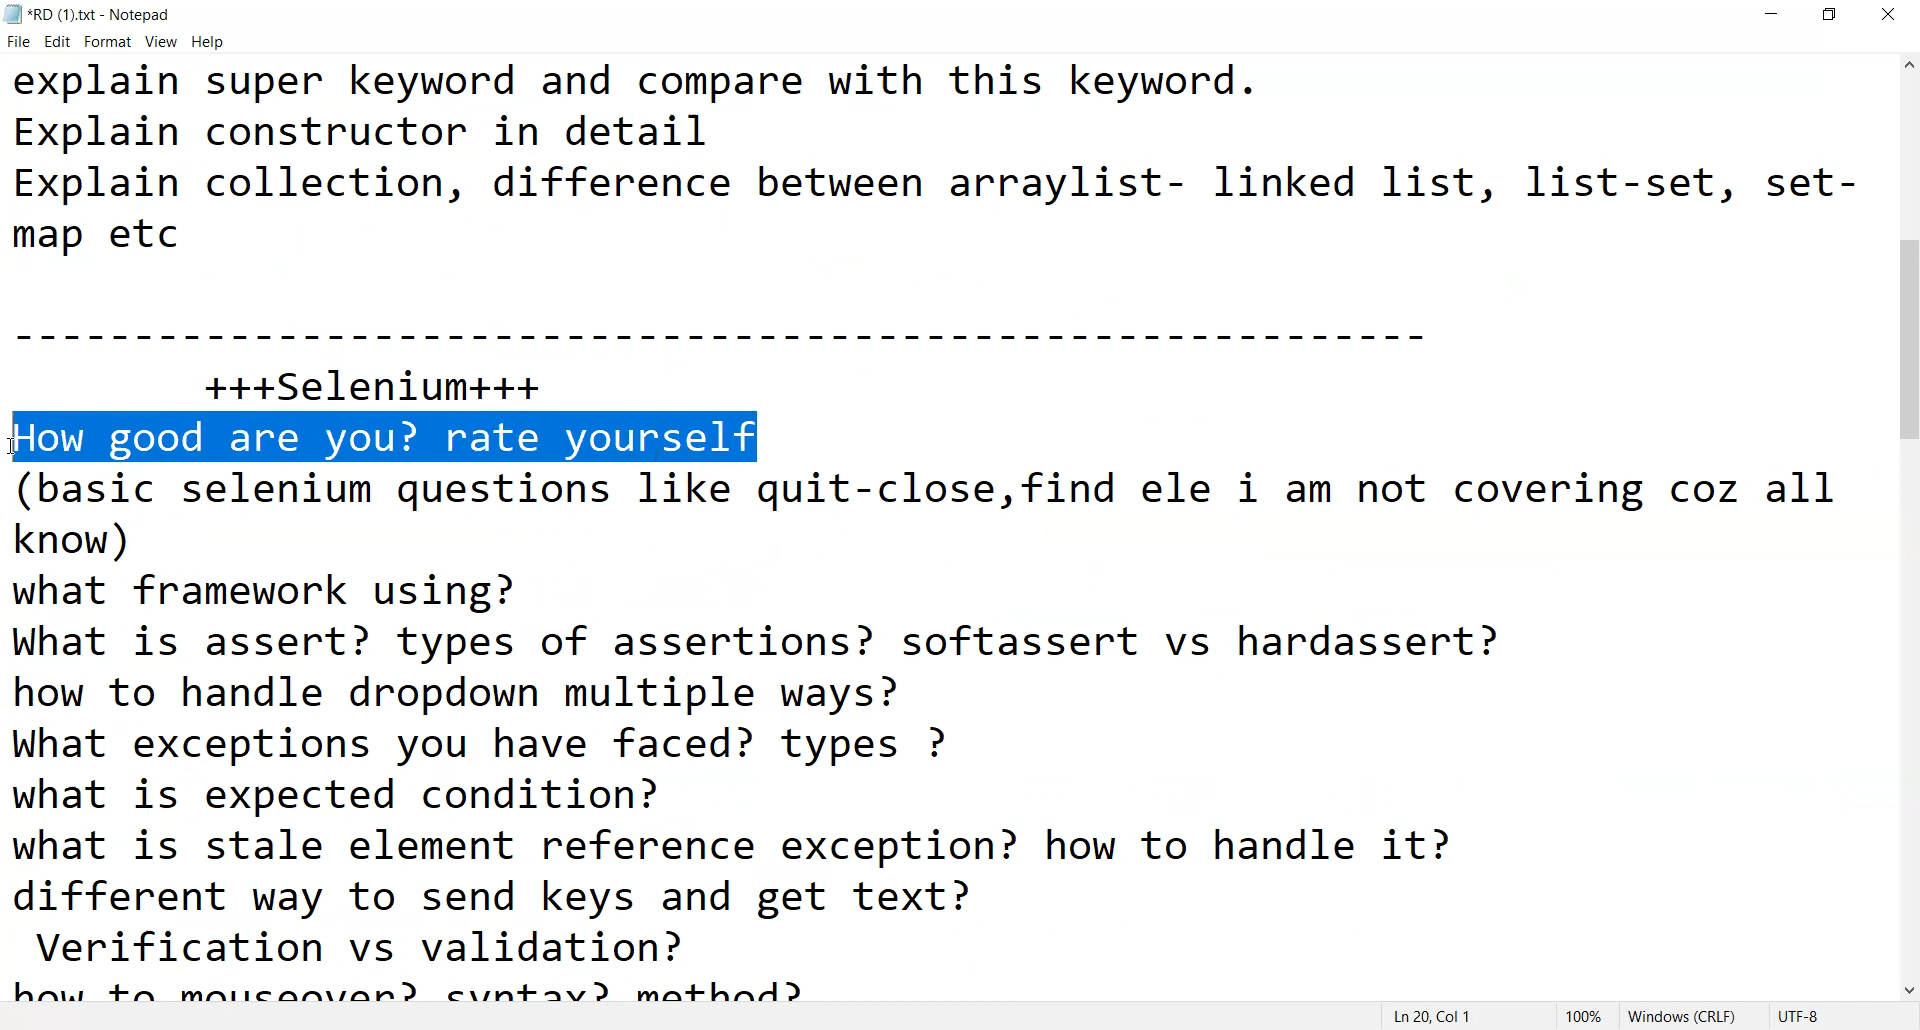 *RD (1).txt - Notepad
File Edit Format View Help
explain super keyword and compare with this keyword.
Explain constructor in detail
Explain collection, difference between arraylist- linked list, list-set, set-
map etc
-----------------------------------------------------------
+++Selenium+++
How good are you? rate yourself
(basic selenium questions like quit-close,find ele i am not covering coz all
know)
what framework using?
What is assert? types of assertions? softassert vs hardassert?
how to handle dropdown multiple ways?
What exceptions you have faced? types ?
what is expected condition?
what is stale element reference exception? how to handle it?
different way to send keys and get text?
Verification vs validation?
how to mouseover? syntax? method?
Ln 20, Col 1 100% Windows (CRLF) UTF-8